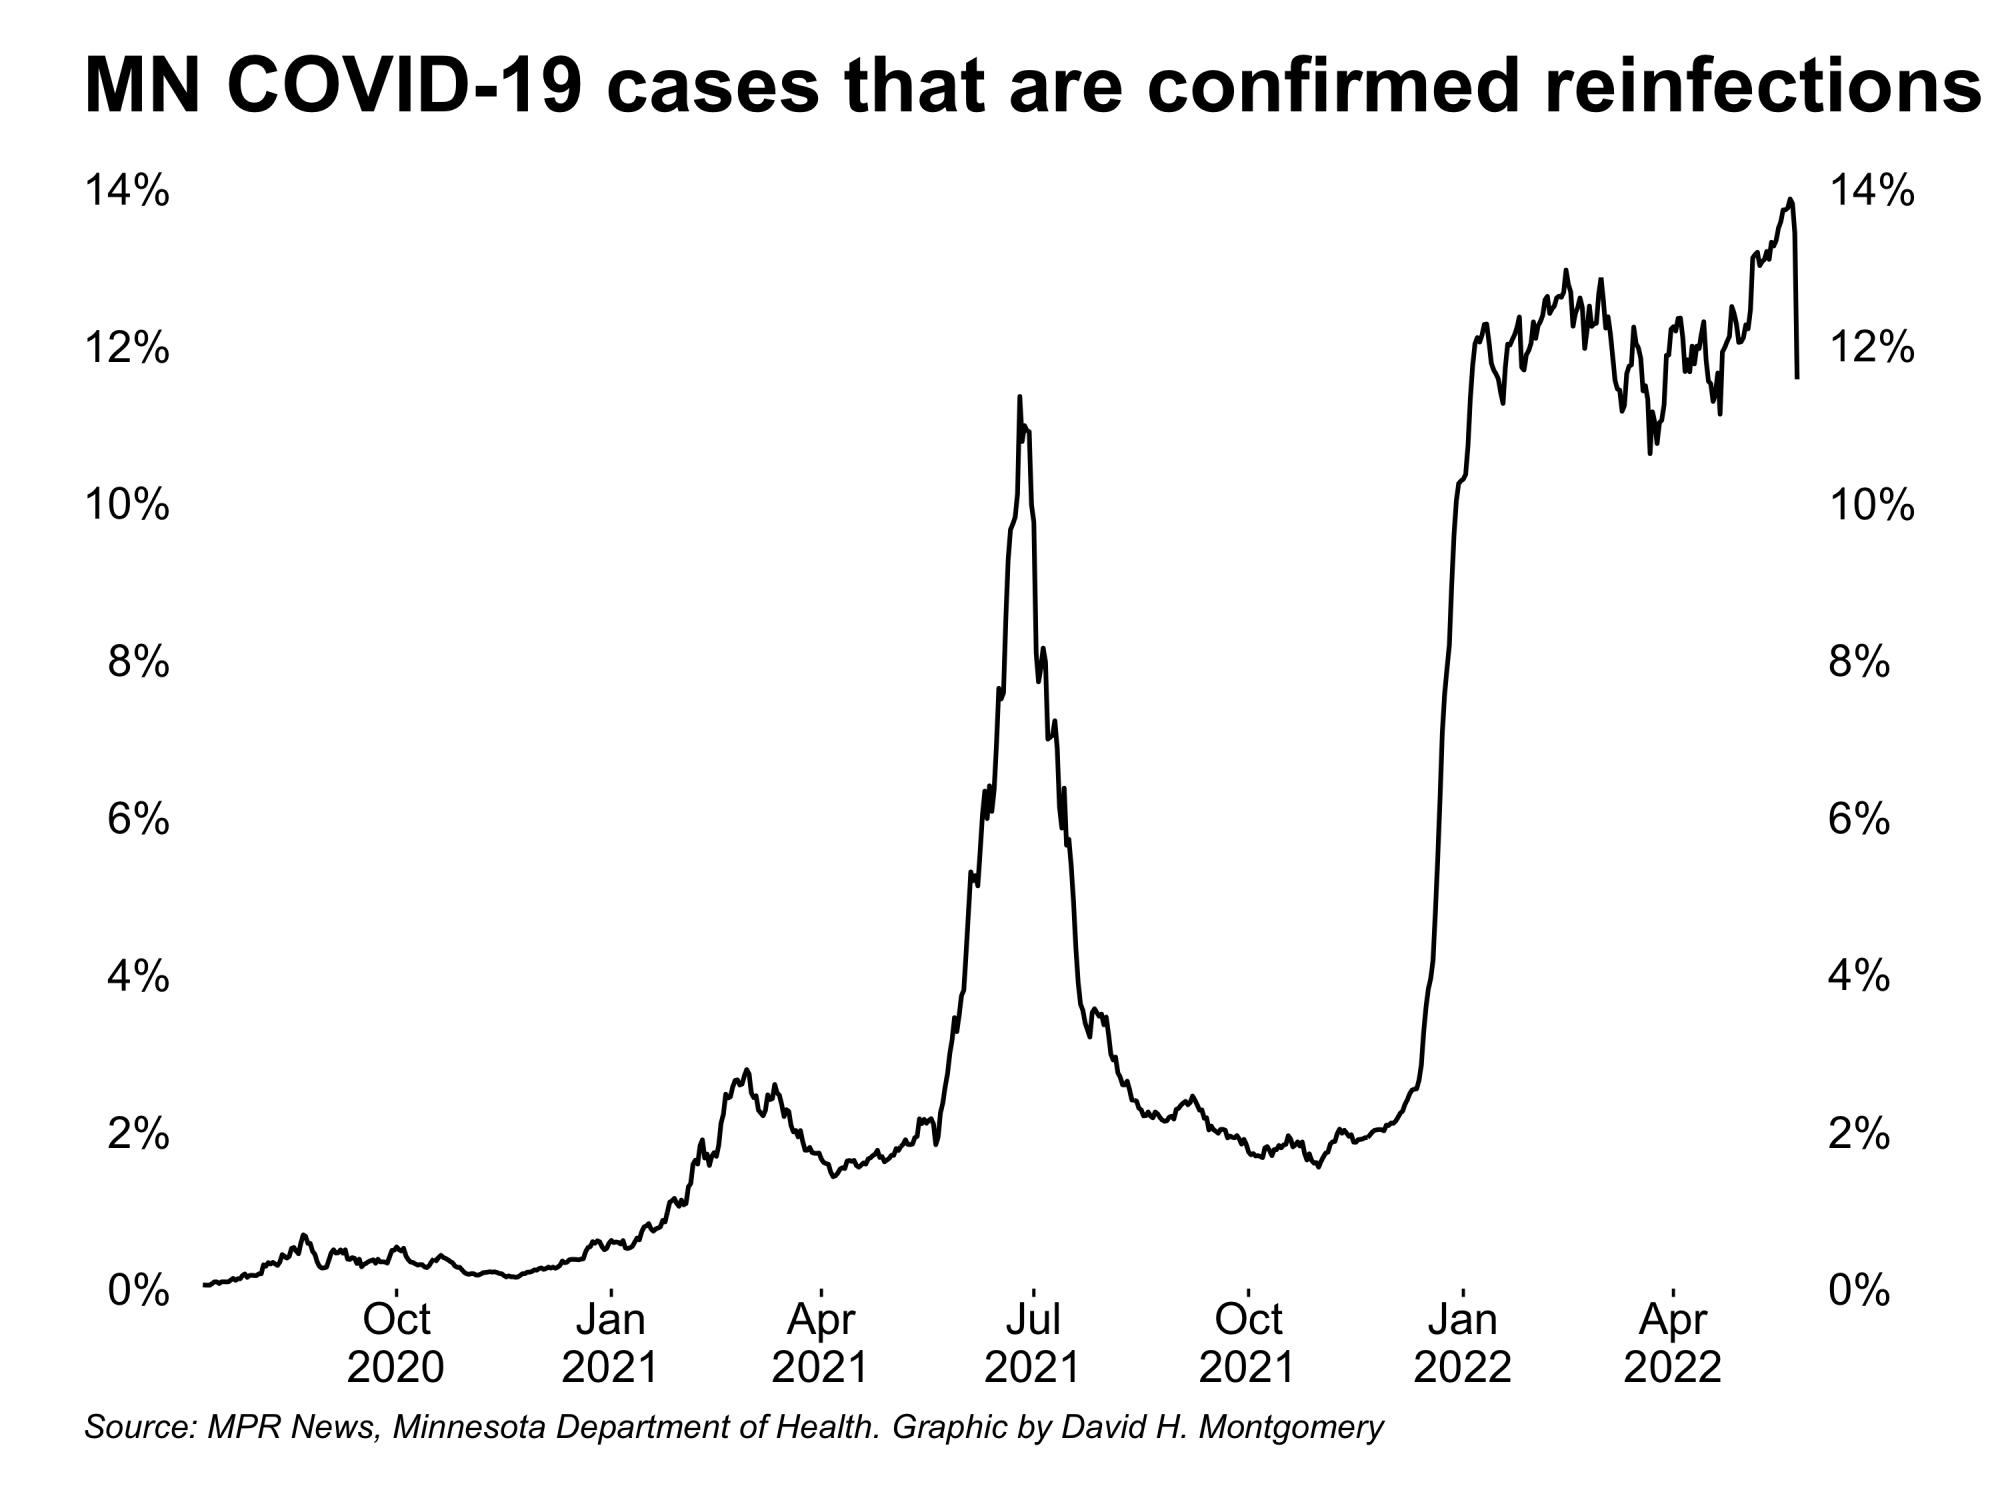 MN COVID-19 cases that are confirmed reinfections
14% 14%
12% 12%
10% 10%
8% 8%
6% 6%
4% 4%
2% 2%
0% 0%
Oct Jan Apr Jul Oct Jan Apr
2020 2021 2021 2021 2021 2022 2022
Source: MPR News, Minnesota Department of Health. Graphic by David H. Montgomery